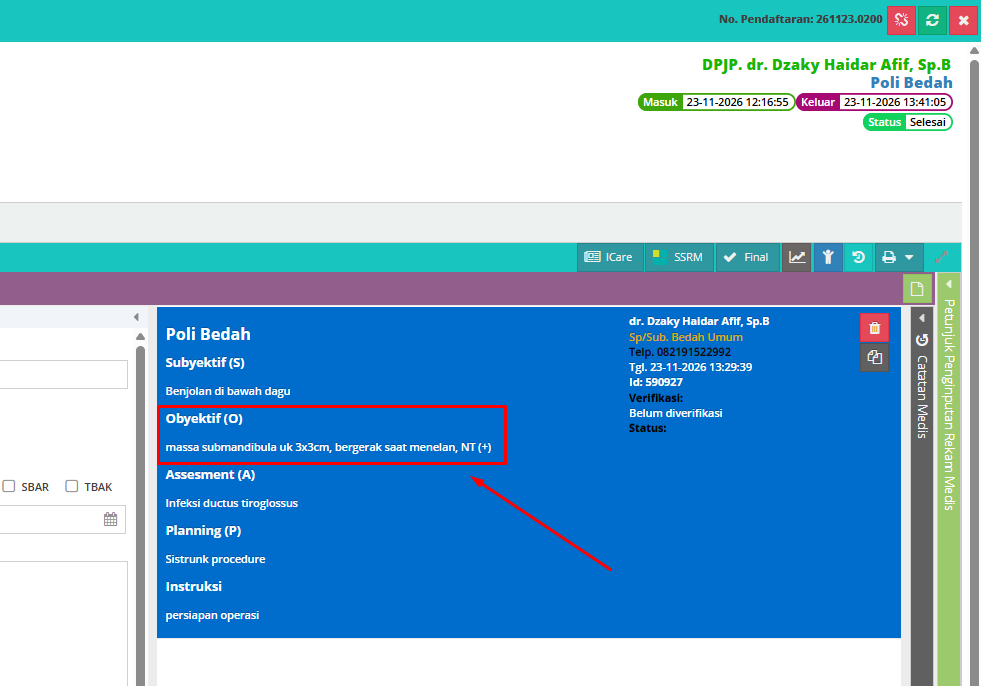 No. Pendaftaran: 261123.0200
DPJP. dr. Dzaky Haidar Afif, Sp.B
Poli Bedah
Masuk 23-11-2026 12:16:55 Keluar 23-11-2026 13:41:05
Status Selesai
ICare SSRM Final
Poli Bedah
Subyektif (S)
Benjolan di bawah dagu
Obyektif (O)
massa submandibula uk 3x3cm, bergerak saat menelan, NT (+)
Assesment (A)
Infeksi ductus tiroglossus
Planning (P)
Sistrunk procedure
Instruksi
persiapan operasi
dr. Dzaky Haidar Afif, Sp.B
Sp/Sub. Bedah Umum
Telp. 082191522992
Tgl. 23-11-2026 13:29:39
Id: 590927
Verifikasi:
Belum diverifikasi
Status:
SBAR TBAK
Catatan Medis
Petunjuk Penginputan Rekam Medis